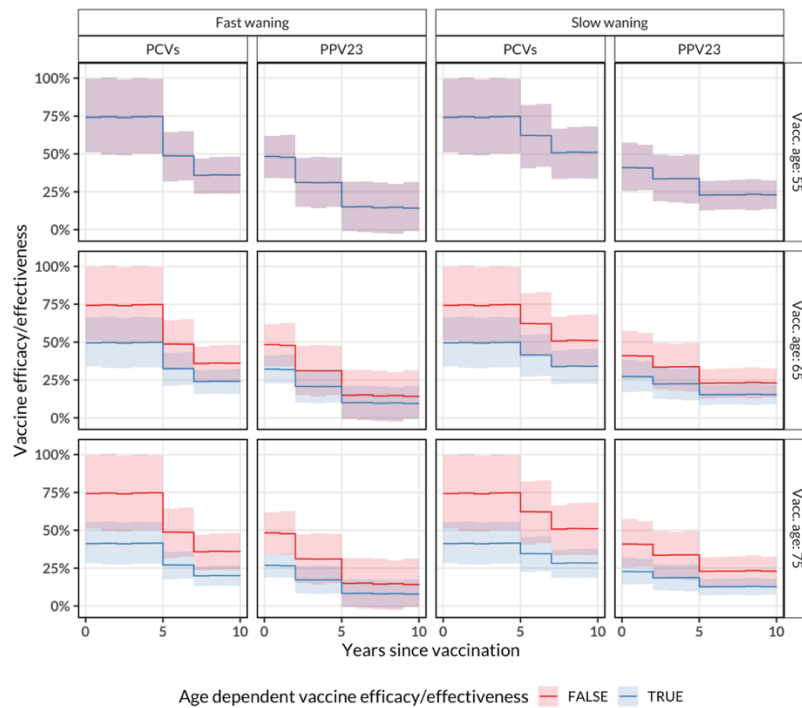 Fast waning
Slow waning
PCVs
PPV23
PCVs
PPV23
Vaccine efficacy/effectiveness
100%
75%
50%
25%
0%
Vacc. age: 55
100%
75%
50%
25%
0%
Vacc. age: 65
100%
75%
50%
25%
0%
Vacc. age: 75
0 5 10 0 5 10 0 5 10 0 5 10
Years since vaccination
Age dependent vaccine efficacy/effectiveness FALSE TRUE